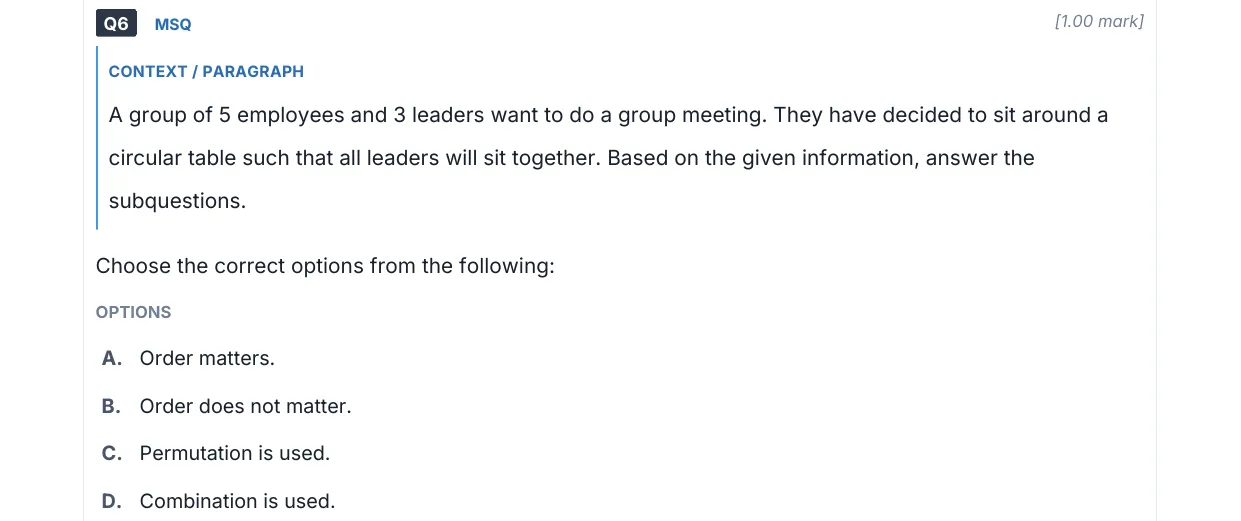 Q6 MSQ [1.00 mark]
CONTEXT / PARAGRAPH
A group of 5 employees and 3 leaders want to do a group meeting. They have decided to sit around a
circular table such that all leaders will sit together. Based on the given information, answer the
subquestions.
Choose the correct options from the following:
OPTIONS
A. Order matters.
B. Order does not matter.
C. Permutation is used.
D. Combination is used.